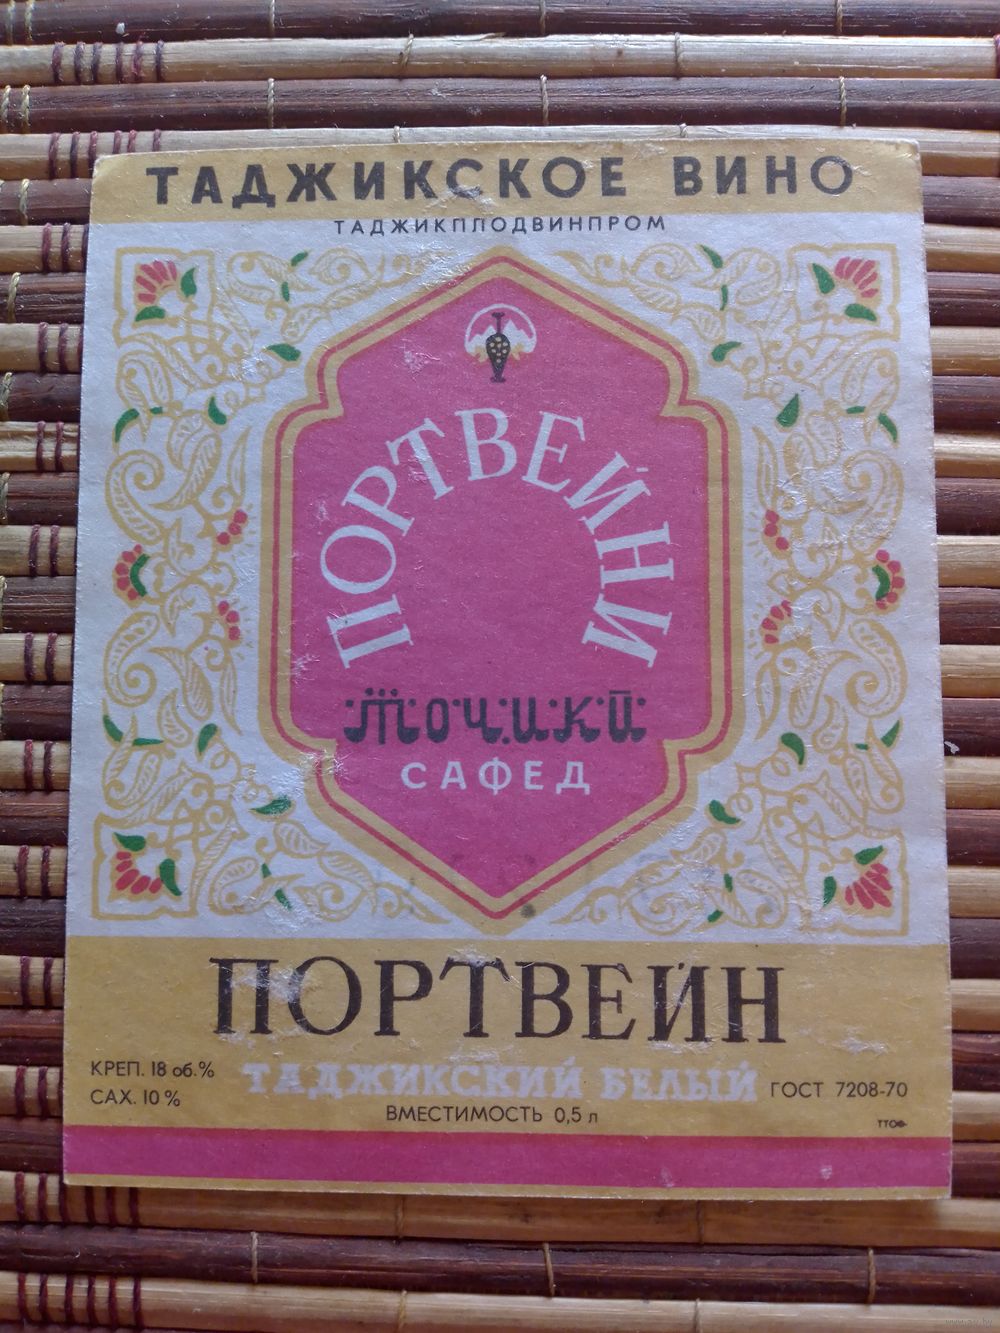 ТАДЖИКСКОЕ ВИНО
ТАДЖИКПЛОДВИНПРОМ
ПОРТВЕЙНИ
ТОЧИКӢ
САФЕД
ПОРТВЕЙН
КРЕП. 18 об.%
ТАДЖИКСКИЙ БЕЛЫЙ
ГОСТ 7208-70
САХ. 10%
ВМЕСТИМОСТЬ 0,5 л